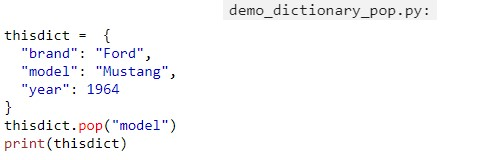 demo_dictionary_pop.py:
thisdict =  {
  "brand": "Ford",
  "model": "Mustang",
  "year": 1964
}
thisdict.pop("model")
print(thisdict)